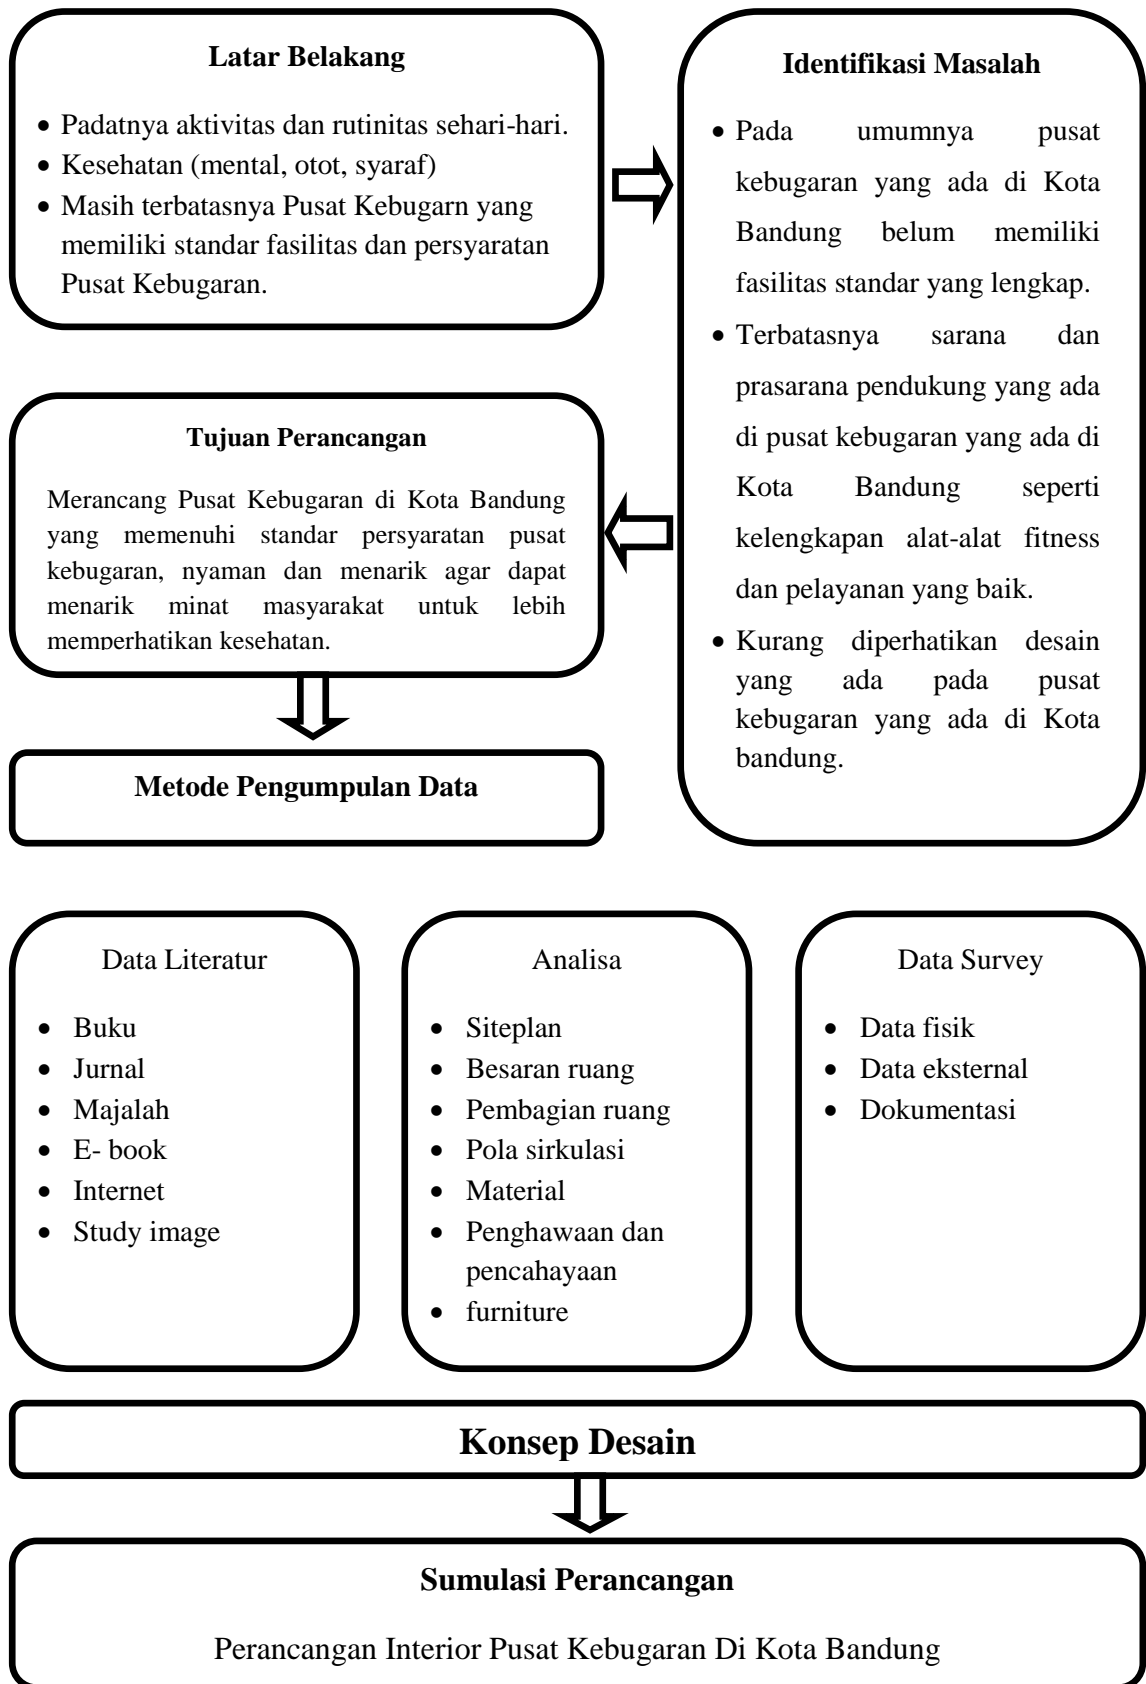 Latar Belakang
• Padatnya aktivitas dan rutinitas sehari-hari.
• Kesehatan (mental, otot, syaraf)
• Masih terbatasnya Pusat Kebugarn yang
memiliki standar fasilitas dan persyaratan
Pusat Kebugaran.
Identifikasi Masalah
• Pada umumnya pusat
kebugaran yang ada di Kota
Bandung belum memiliki
fasilitas standar yang lengkap.
• Terbatasnya sarana dan
prasarana pendukung yang ada
di pusat kebugaran yang ada di
Kota Bandung seperti
kelengkapan alat-alat fitness
dan pelayanan yang baik.
• Kurang diperhatikan desain
yang ada pada pusat
kebugaran yang ada di Kota
bandung.
Tujuan Perancangan
Merancang Pusat Kebugaran di Kota Bandung
yang memenuhi standar persyaratan pusat
kebugaran, nyaman dan menarik agar dapat
menarik minat masyarakat untuk lebih
memperhatikan kesehatan.
Metode Pengumpulan Data
Data Literatur
• Buku
• Jurnal
• Majalah
• E- book
• Internet
• Study image
Analisa
• Siteplan
• Besaran ruang
• Pembagian ruang
• Pola sirkulasi
• Material
• Penghawaan dan
pencahayaan
• furniture
Data Survey
• Data fisik
• Data eksternal
• Dokumentasi
Konsep Desain
Sumulasi Perancangan
Perancangan Interior Pusat Kebugaran Di Kota Bandung